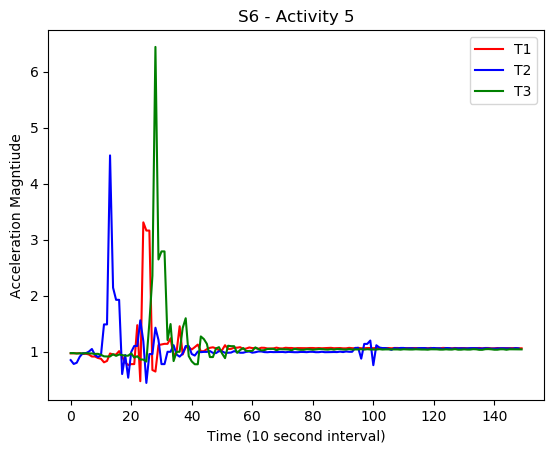 S6 - Activity 5
T1
T2
T3
6
5
4
3
2
1
Acceleration Magntiude
0
20
40
60
80
100
120
140
Time (10 second interval)